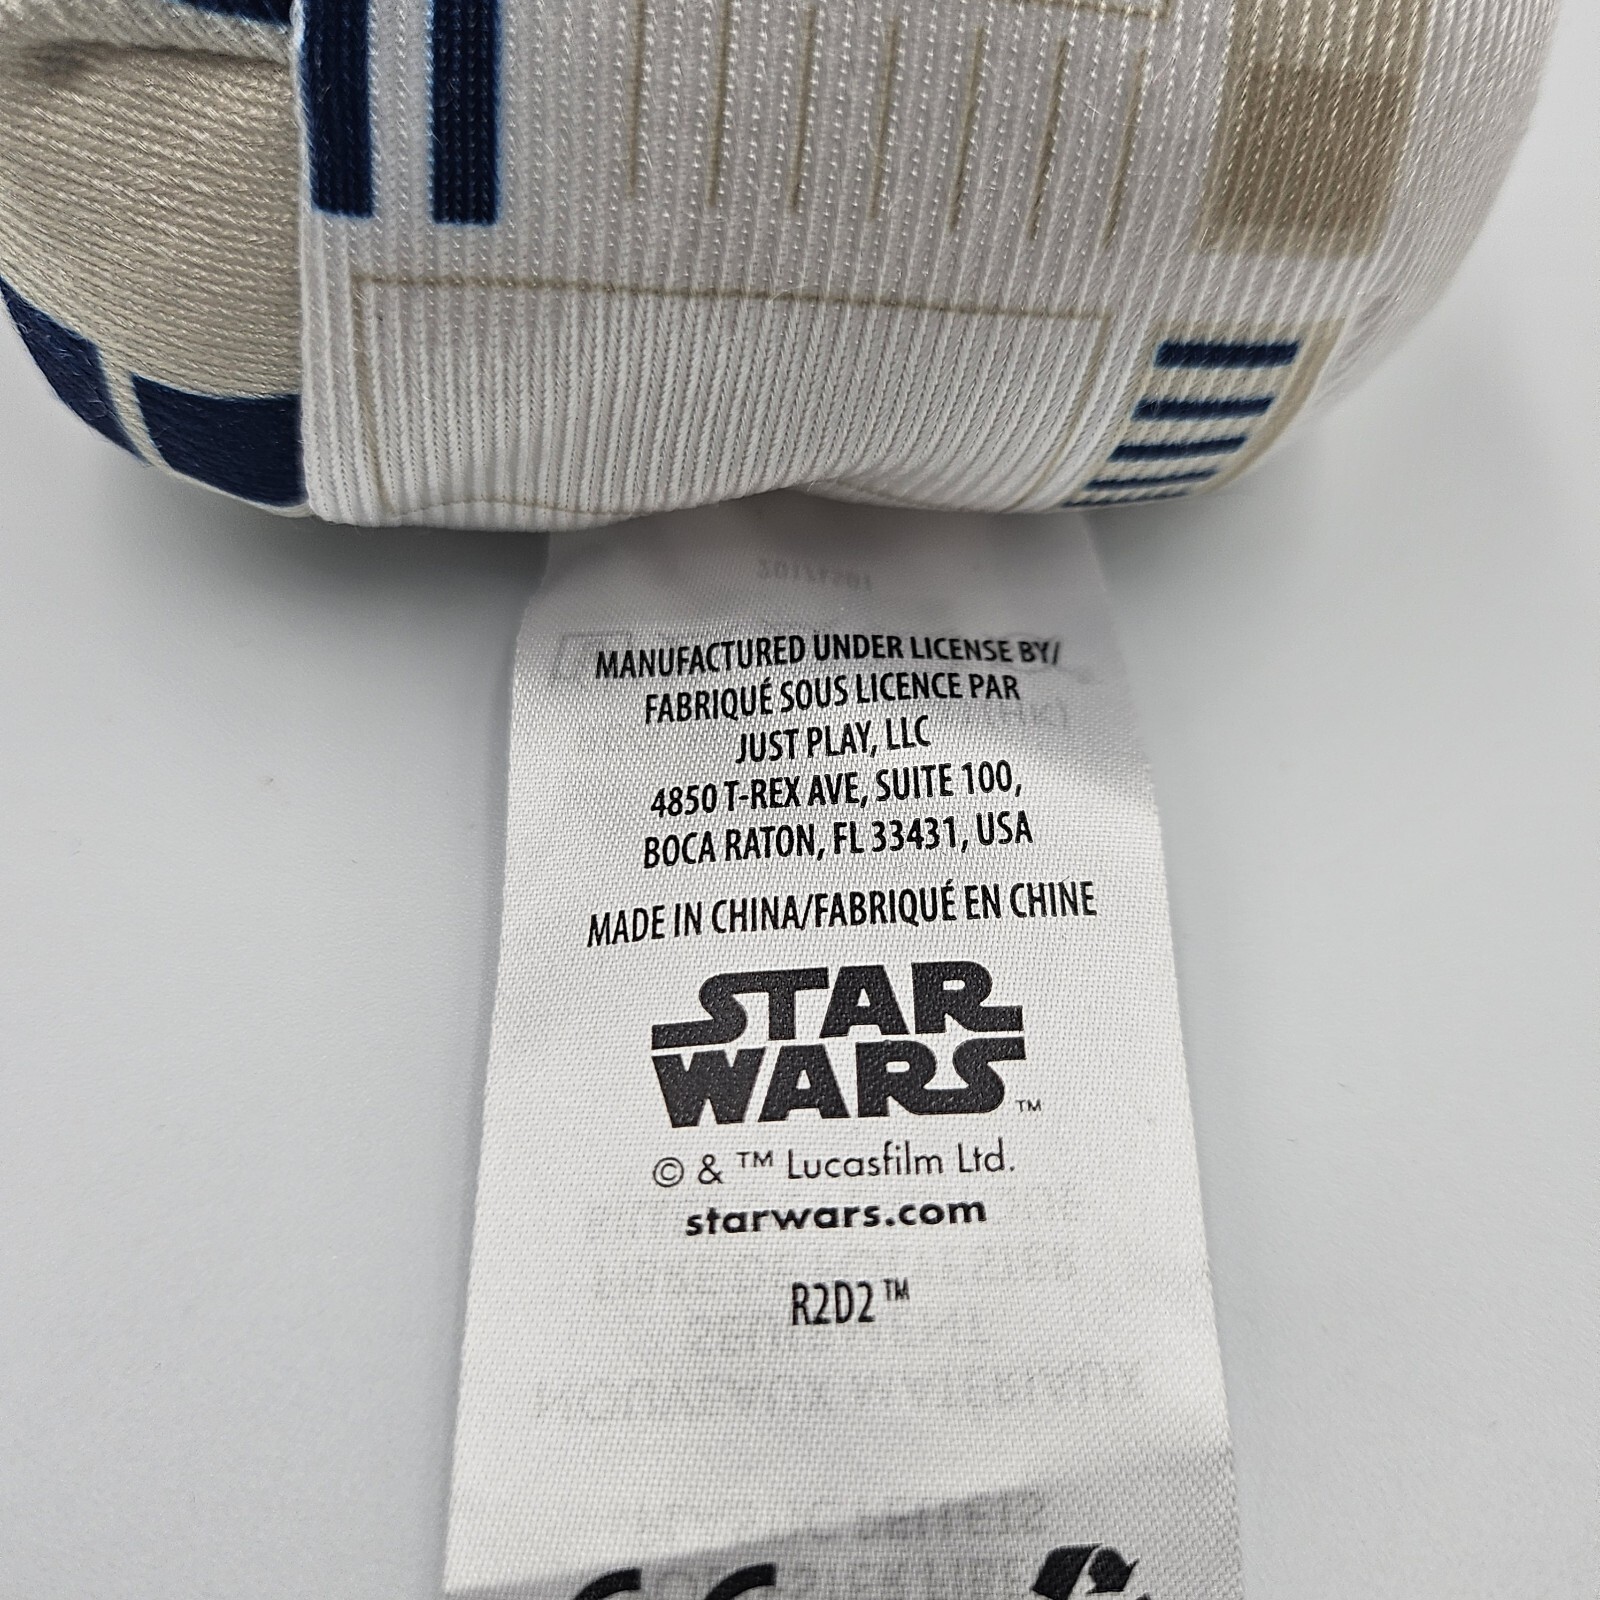 MANUFACTURED UNDER LICENSE BY/
FABRIQUÉ SOUS LICENCE PAR
JUST PLAY, LLC
4850 T-REX AVE, SUITE 100,
BOCA RATON, FL 33431, USA
MADE IN CHINA/FABRIQUÉ EN CHINE
STAR
WARS™
© & ™ Lucasfilm Ltd.
starwars.com
R2D2™